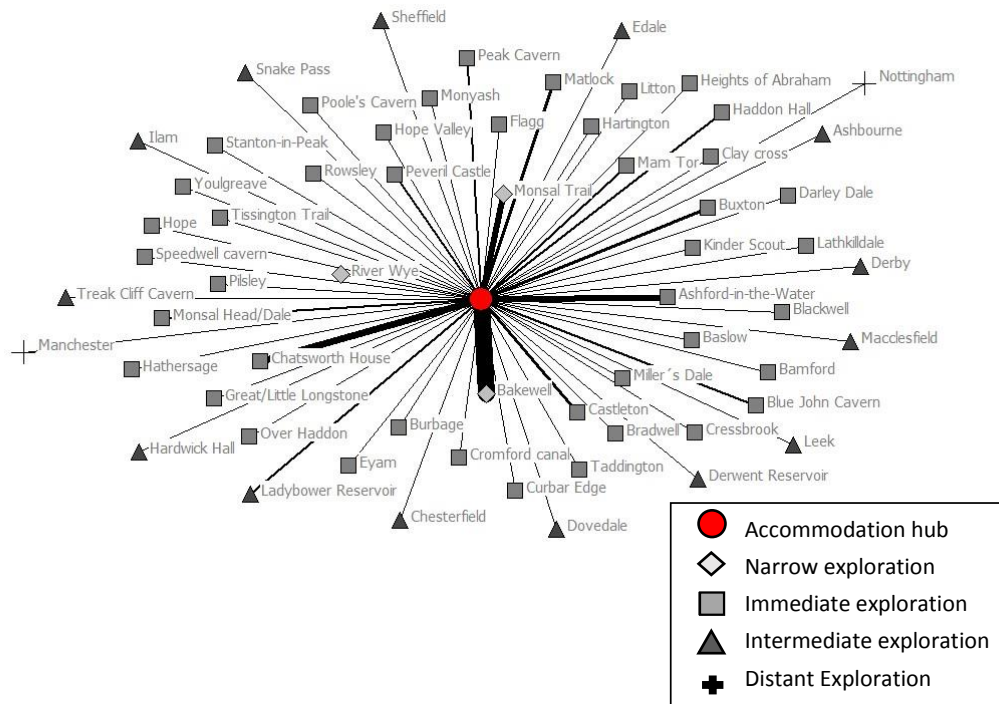 Sheffield
Edale
Peak Cavern
Snake Pass
Matlock
Litton
Heights of Abraham
Nottingham
Poole's Cavern
Monyash
Haddon Hall
Hope Valley
Flagg
Hartington
Ashbourne
Ilam
Stanton-in-Peak
Clay cross
Mam Tor
Rowsley
Peveril Castle
Youlgreave
Monsal Trail
Darley Dale
Buxton
Tissington Trail
Hope
Kinder Scout
Lathkilldale
Speedwell cavern
River Wye
Derby
Pilsley
Treak Cliff Cavern
Ashford-in-the-Water
Blackwell
Monsal Head/Dale
Baslow
Macclesfield
Manchester
Chatsworth House
Hathersage
Bamford
Miller´s Dale
Bakewell
Great/Little Longstone
Blue John Cavern
Castleton
Burbage
Bradwell
Cressbrook
Over Haddon
Leek
Hardwick Hall
Cromford canal
Eyam
Taddington
Derwent Reservoir
Curbar Edge
Ladybower Reservoir
Chesterfield
Dovedale
Accommodation hub
Narrow exploration
Immediate exploration
Intermediate exploration
Distant Exploration